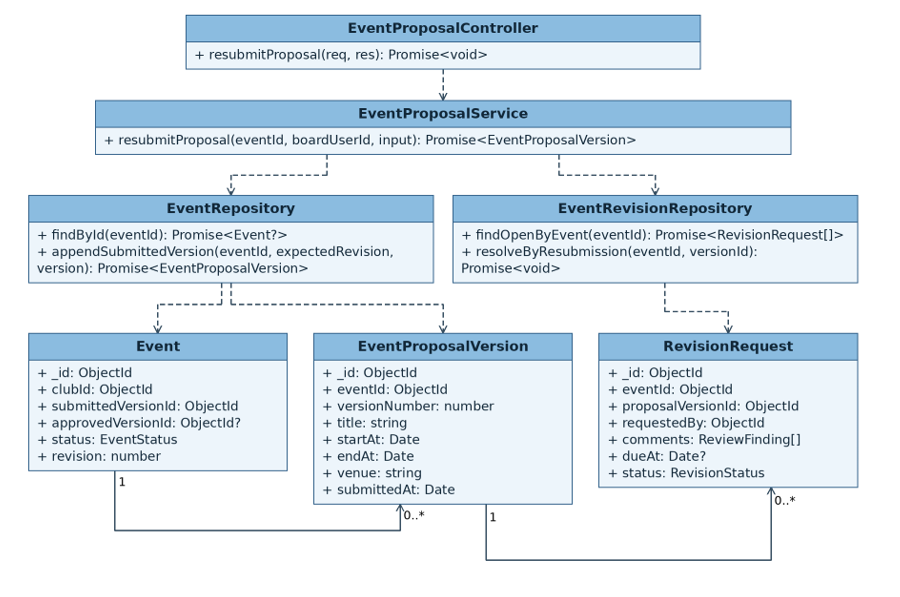 EventProposalController
+ resubmitProposal(req, res): Promise<void>
EventProposalService
+ resubmitProposal(eventId, boardUserId, input): Promise<EventProposalVersion>
EventRepository
+ findById(eventId): Promise<Event?>
+ appendSubmittedVersion(eventId, expectedRevision,
version): Promise<EventProposalVersion>
EventRevisionRepository
+ findOpenByEvent(eventId): Promise<RevisionRequest[]>
+ resolveByResubmission(eventId, versionId):
Promise<void>
Event
+ _id: ObjectId
+ clubId: ObjectId
+ submittedVersionId: ObjectId
+ approvedVersionId: ObjectId?
+ status: EventStatus
+ revision: number
EventProposalVersion
+ _id: ObjectId
+ eventId: ObjectId
+ versionNumber: number
+ title: string
+ startAt: Date
+ endAt: Date
+ venue: string
+ submittedAt: Date
RevisionRequest
+ _id: ObjectId
+ eventId: ObjectId
+ proposalVersionId: ObjectId
+ requestedBy: ObjectId
+ comments: ReviewFinding[]
+ dueAt: Date?
+ status: RevisionStatus
1
0..*
1
0..*